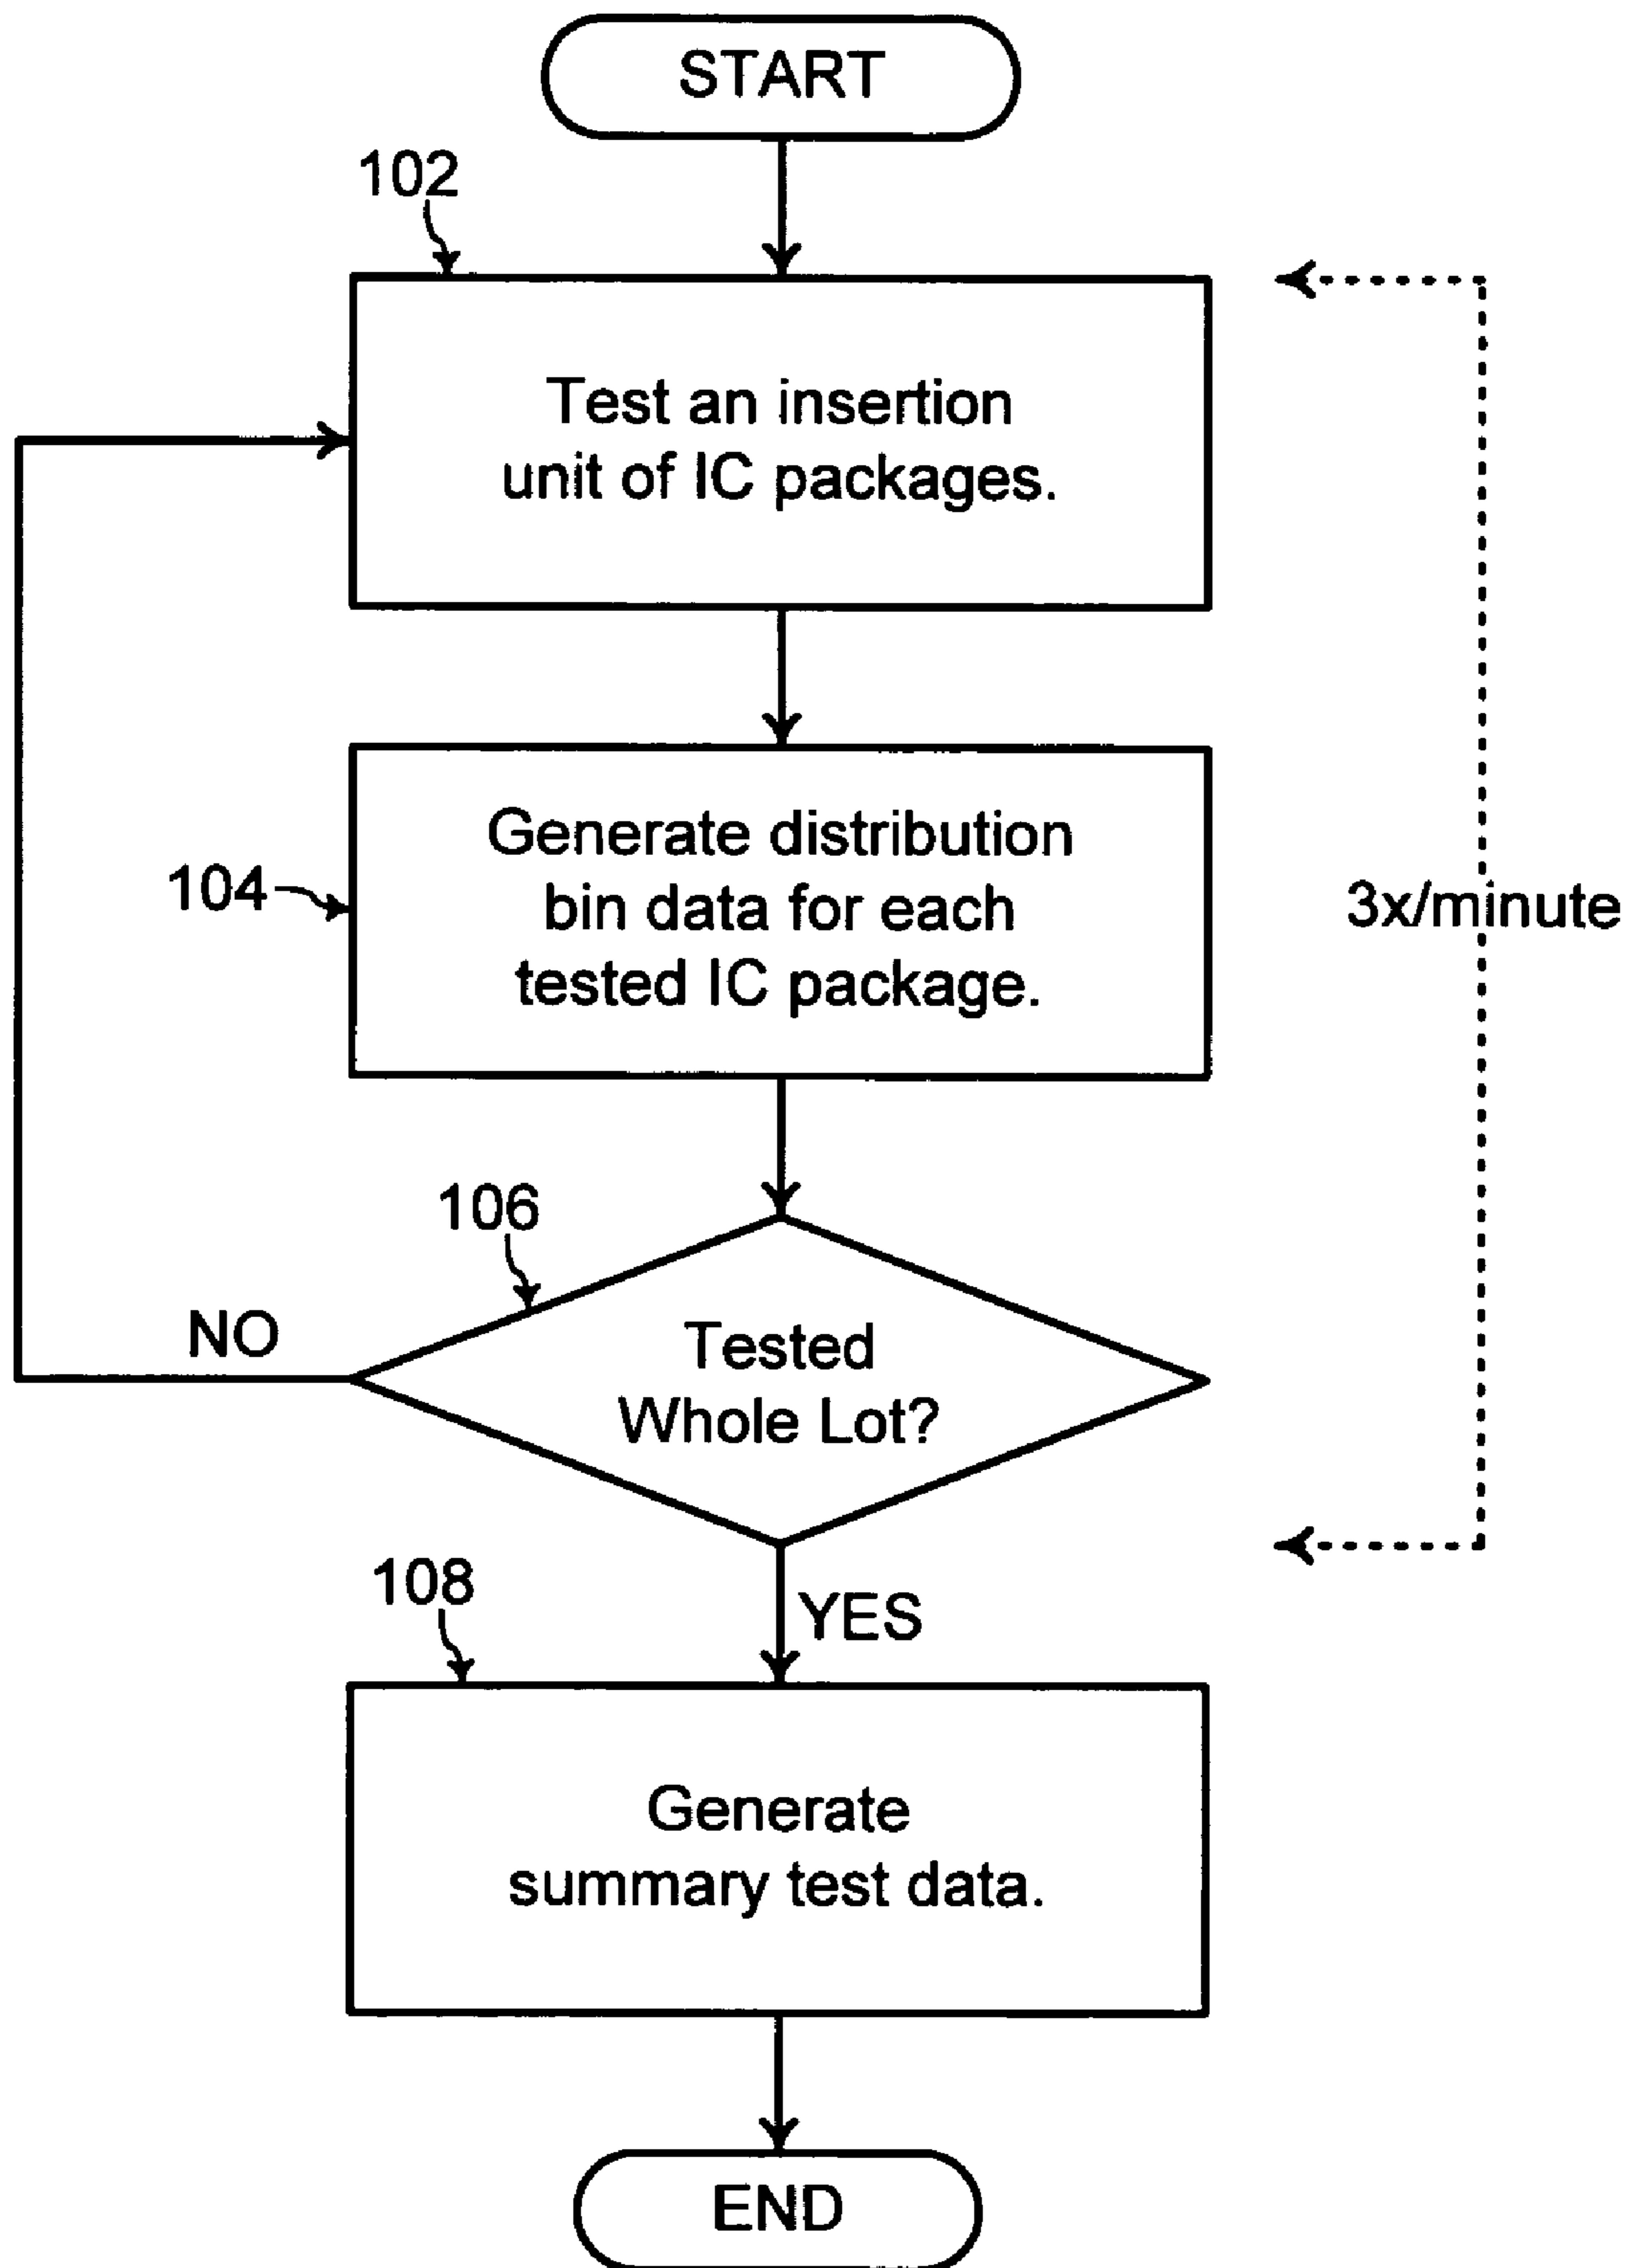 START
102
Test an insertion
unit of IC packages.
Generate distribution
bin data for each
tested IC package.
104
3x/minute
106
Tested
Whole Lot?
NO
YES
108
Generate
summary test data.
END